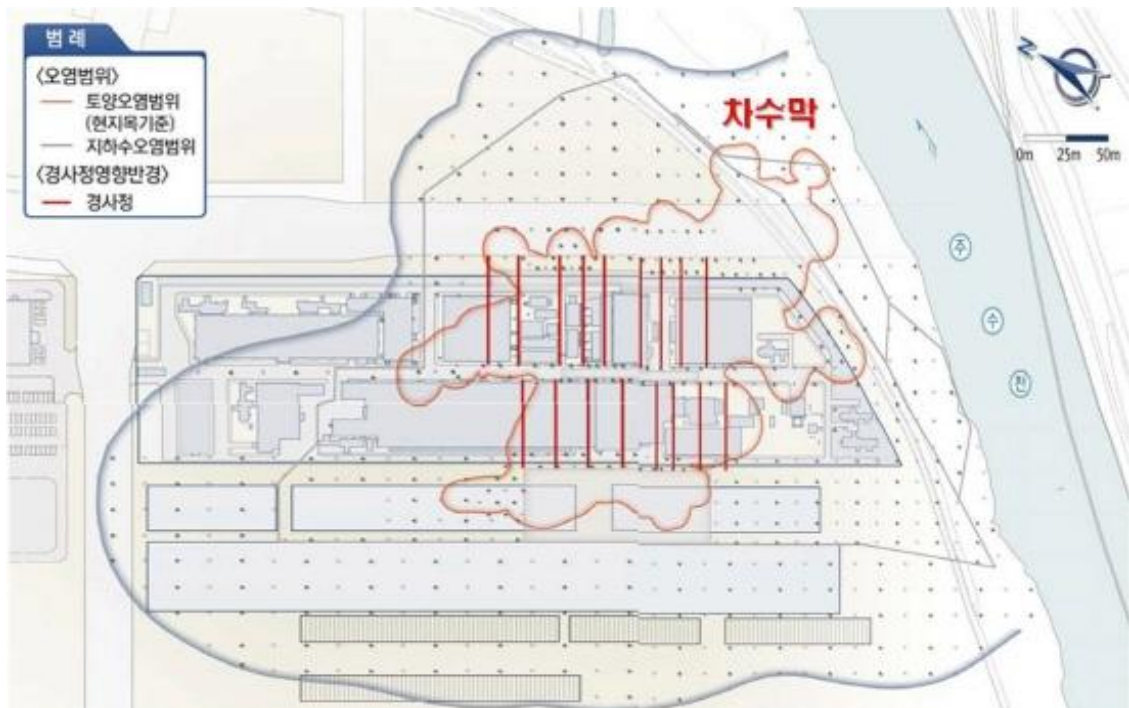 범례
<오염범위>
토양오염범위
(현지목기준)
지하수오염범위
<경사정영향반경>
경사정
차수막
N
0m 25m 50m
주
수
천